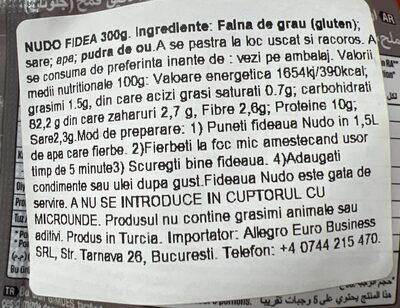 NUDO FIDEA 300g. Ingrediente: Faina de grau (gluten);
sare; apa; pudra de ou.A se pastra la loc uscat si racoros. A
se consuma de preferinta inante de : vezi pe ambalaj. Valorii
medii nutritionale 100g: Valoare energetica 1654kj/390kcal;
grasimi 1.5g, din care acizi grasi saturati 0.7g; carbohidrati
82,2 g din care zaharuri 2,7 g, Fibre 2,6g; Proteine 10g;
Sare2,3g.Mod de preparare: 1) Puneti fideaua Nudo in 1,5L
de apa care fierbe. 2)Fierbeti la foc mic amestecand usor
timp de 5 minute3) Scuregti bine fideaua. 4)Adaugati
condimente sau ulei dupa gust.Fideaua Nudo este gata de
servire. A NU SE INTRODUCE IN CUPTORUL CU
MICROUNDE. Produsul nu contine grasimi animale sau
aditivi. Produs in Turcia. Importator: Allegro Euro Business
SRL, Str. Tarnava 26, Bucuresti. Telefon: +4 0744 215 470.
AR
TR